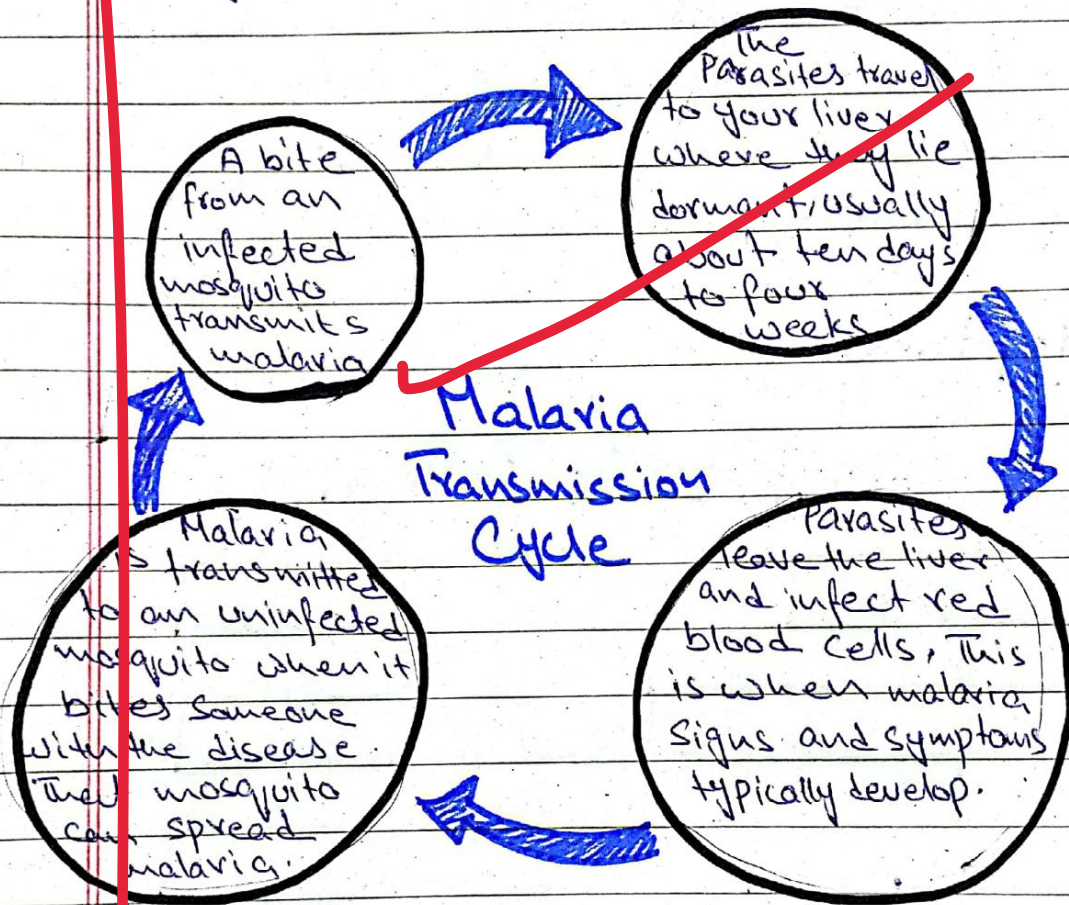 A bite
from an
infected
mosquito
transmits
malaria
The
Parasites travel
to your liver
where they lie
dormant, usually
about ten days
to four
weeks
Malaria
Transmission
Cycle
Parasites
leave the liver
and infect red
blood cells, This
is when malaria
signs and symptoms
typically develop.
Malaria
is transmitted
to an uninfected
mosquito when it
bites someone
with the disease.
That mosquito
can spread
malaria.